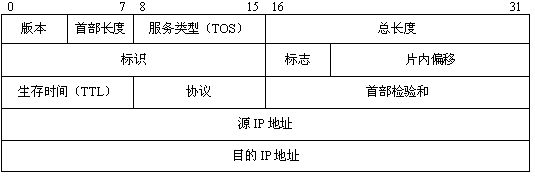 0 7 8 15 16 31
版本 首部长度 服务类型（TOS） 总长度
标识 标志 片内偏移
生存时间（TTL） 协议 首部检验和
源 IP 地址
目的 IP 地址